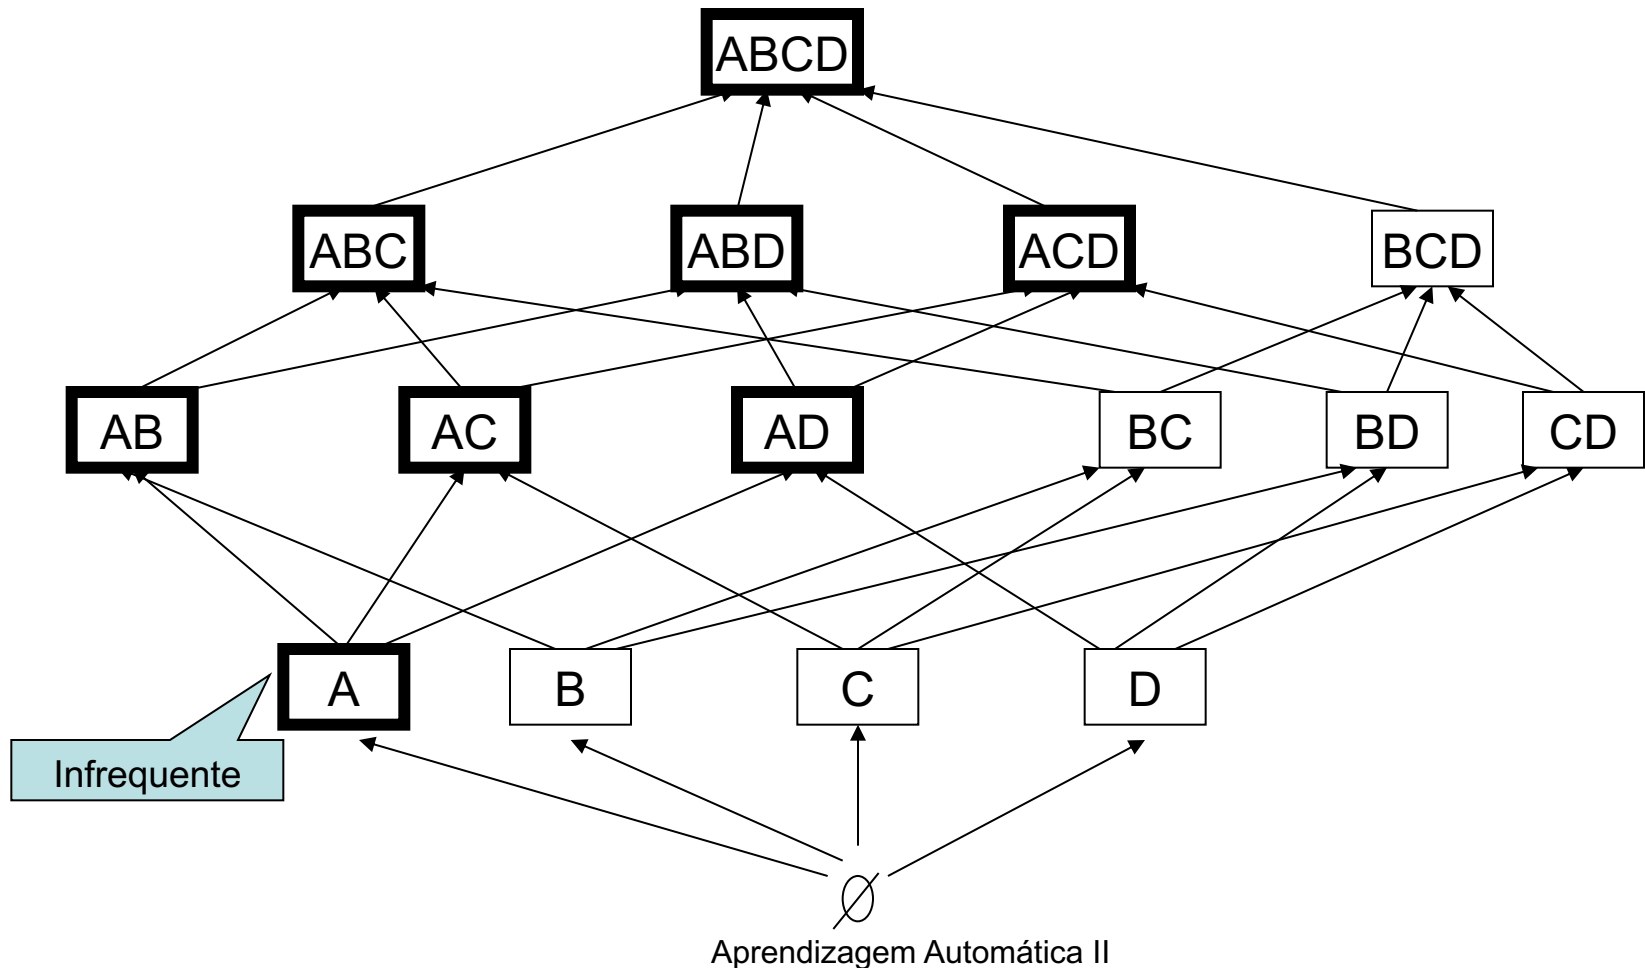 ABCD
ABC
ABD
ACD
BCD
AB
AC
AD
BC
BD
CD
A
B
C
D
Infrequente
∅
Aprendizagem Automática II